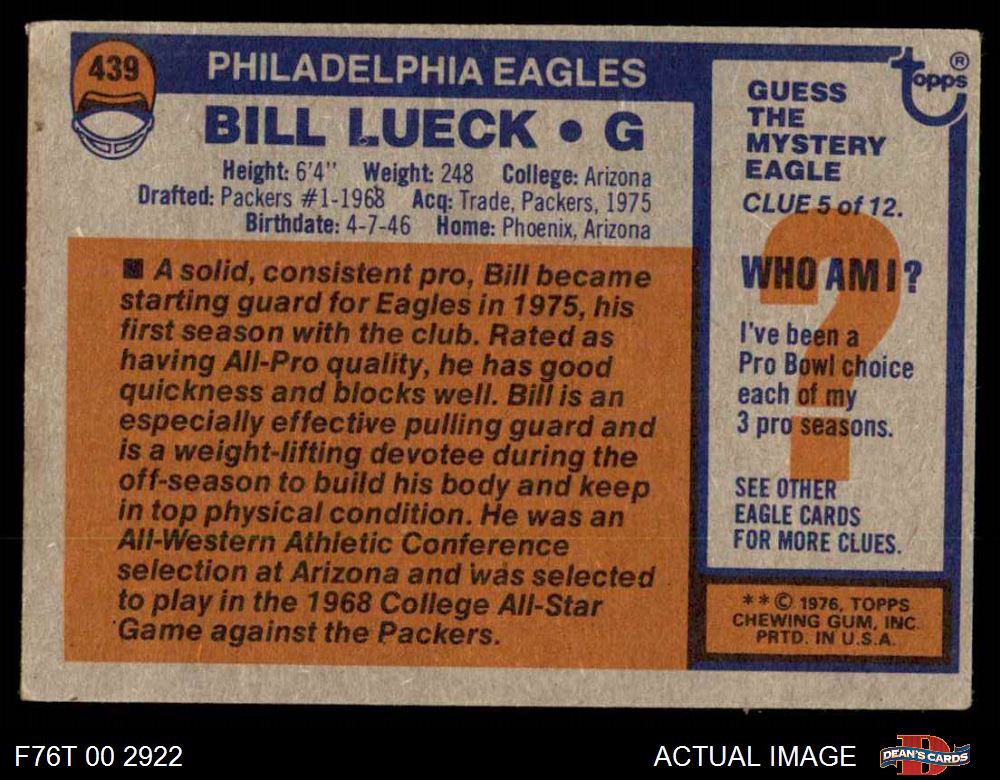 439
PHILADELPHIA EAGLES
BILL LUECK • G
Height: 6'4" Weight: 248 College: Arizona
Drafted: Packers #1-1968 Acq: Trade, Packers, 1975
Birthdate: 4-7-46 Home: Phoenix, Arizona
■ A solid, consistent pro, Bill became
starting guard for Eagles in 1975, his
first season with the club. Rated as
having All-Pro quality, he has good
quickness and blocks well. Bill is an
especially effective pulling guard and
is a weight-lifting devotee during the
off-season to build his body and keep
in top physical condition. He was an
All-Western Athletic Conference
selection at Arizona and was selected
to play in the 1968 College All-Star
Game against the Packers.
topps®
GUESS
THE
MYSTERY
EAGLE
CLUE 5 of 12.
?
WHO AM I?
I've been a
Pro Bowl choice
each of my
3 pro seasons.
SEE OTHER
EAGLE CARDS
FOR MORE CLUES.
**© 1976, TOPPS
CHEWING GUM, INC.
PRTD. IN U.S.A.
F76T 00 2922
ACTUAL IMAGE
D
DEAN'S CARDS